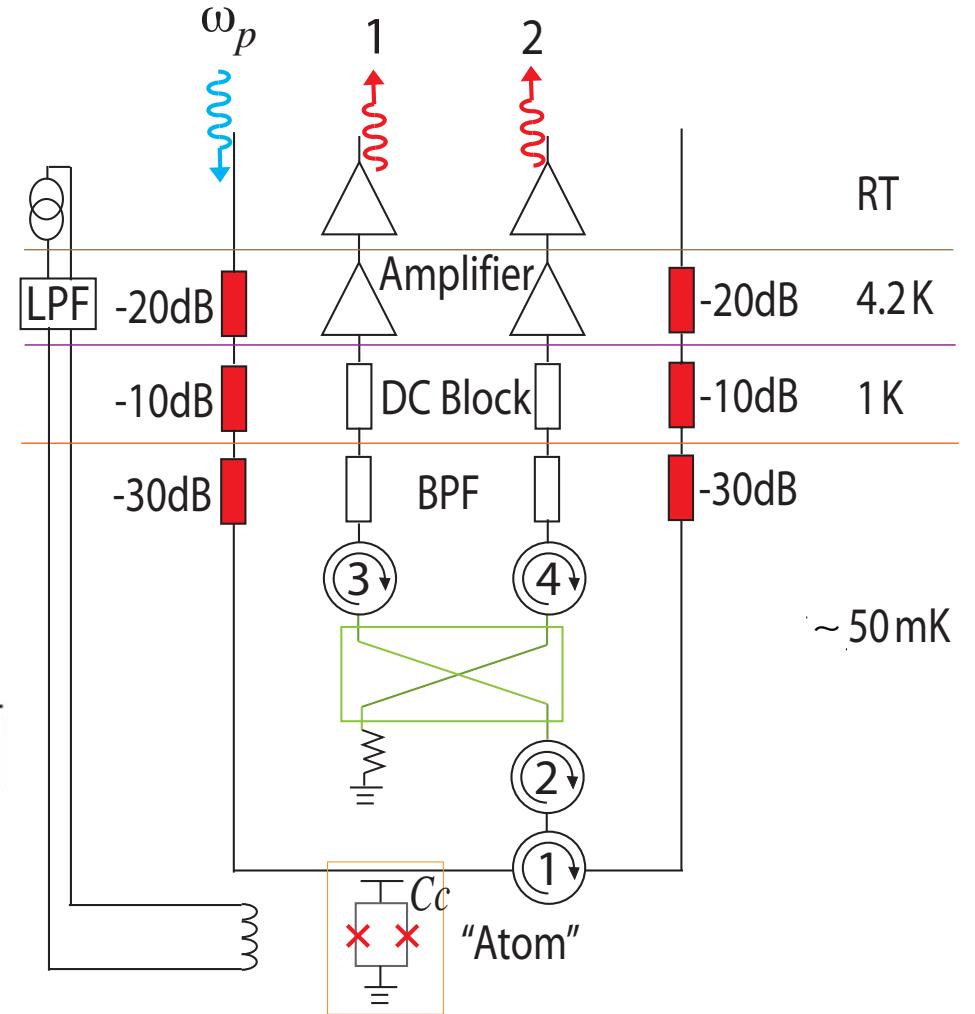 ωp 1 2
RT
Amplifier
LPF -20dB -20dB 4.2 K
-10dB DC Block -10dB 1 K
-30dB BPF -30dB
3 4
~ 50 mK
2
1
Cc
"Atom"